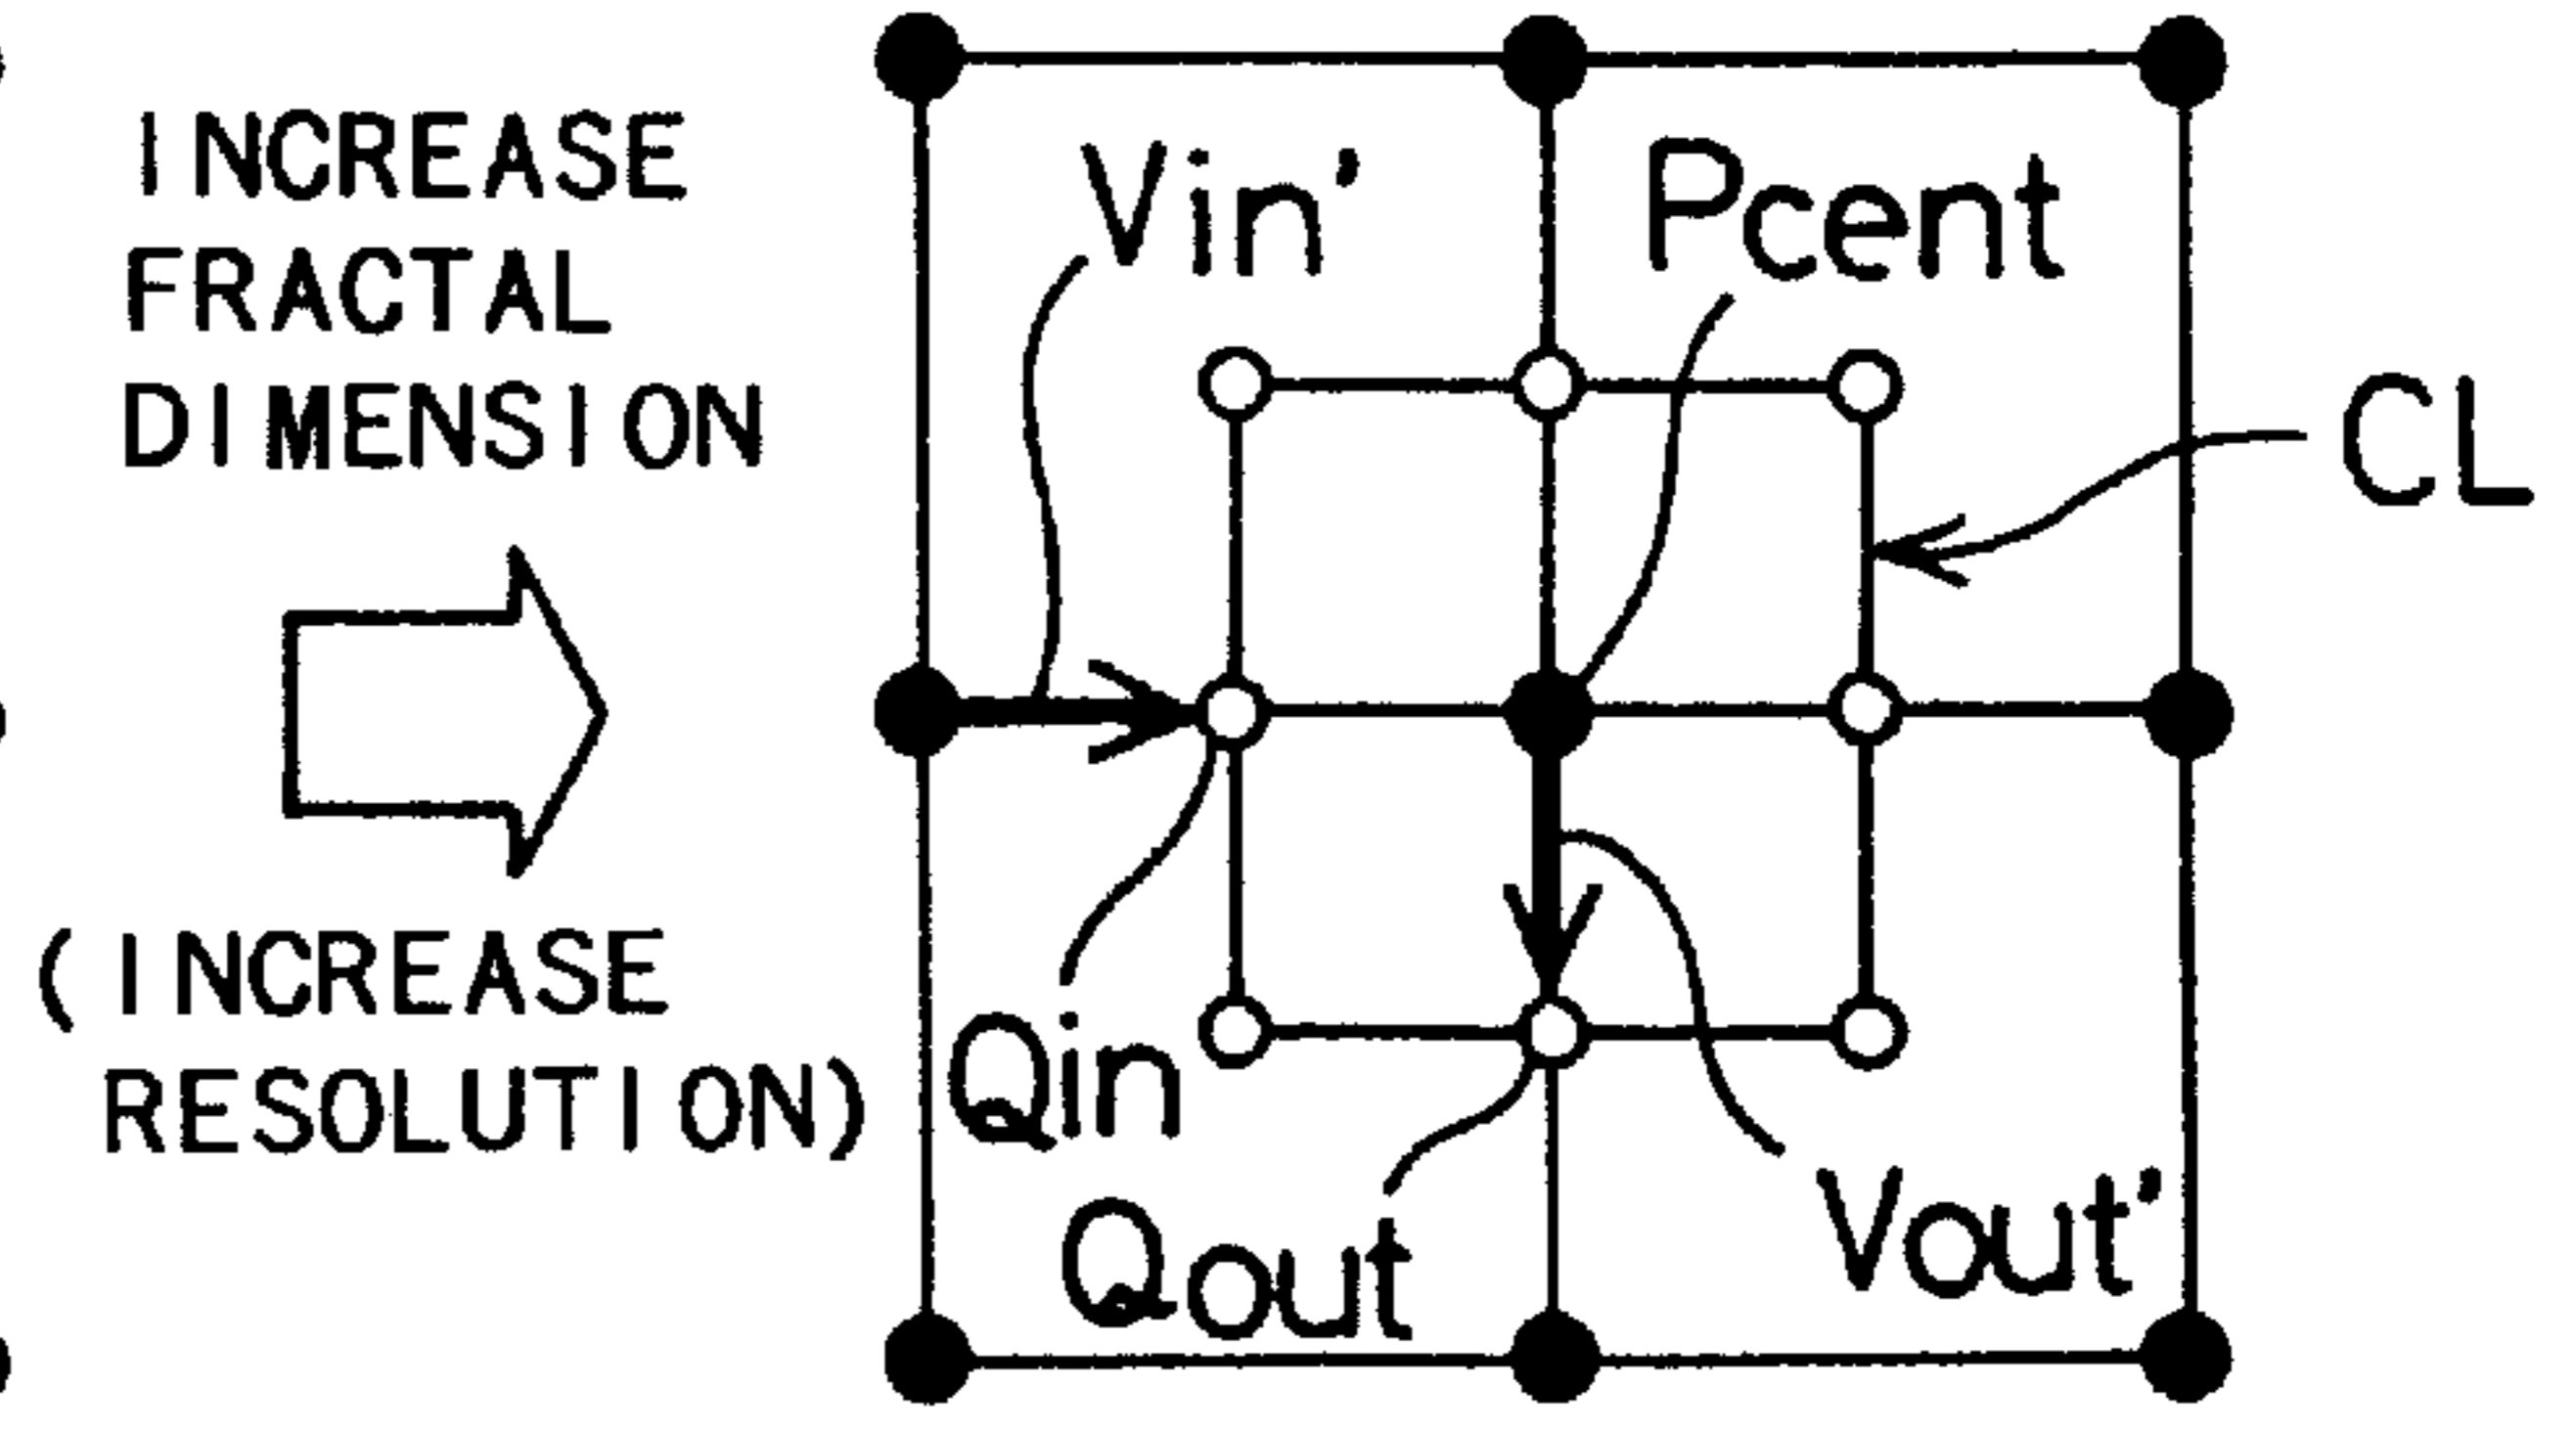 INCREASE
FRACTAL
DIMENSION
(INCREASE
RESOLUTION)
Vin'
Pcent
CL
Qin
Qout
Vout'